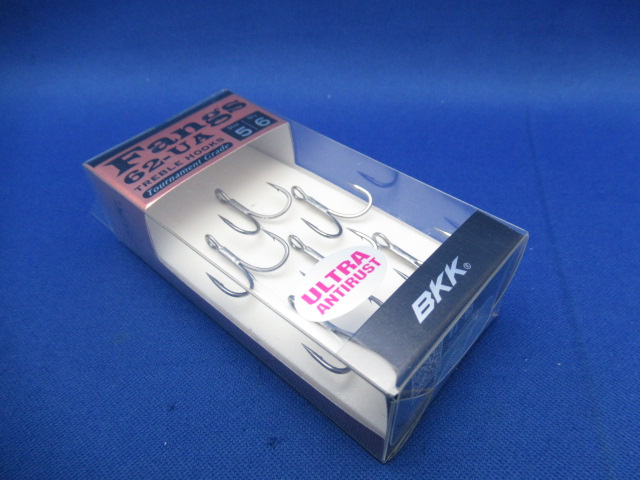 Fangs
62-UA
TREBLE HOOKS
Tournament Grade
5
6
ULTRA
ANTIRUST
BKK®